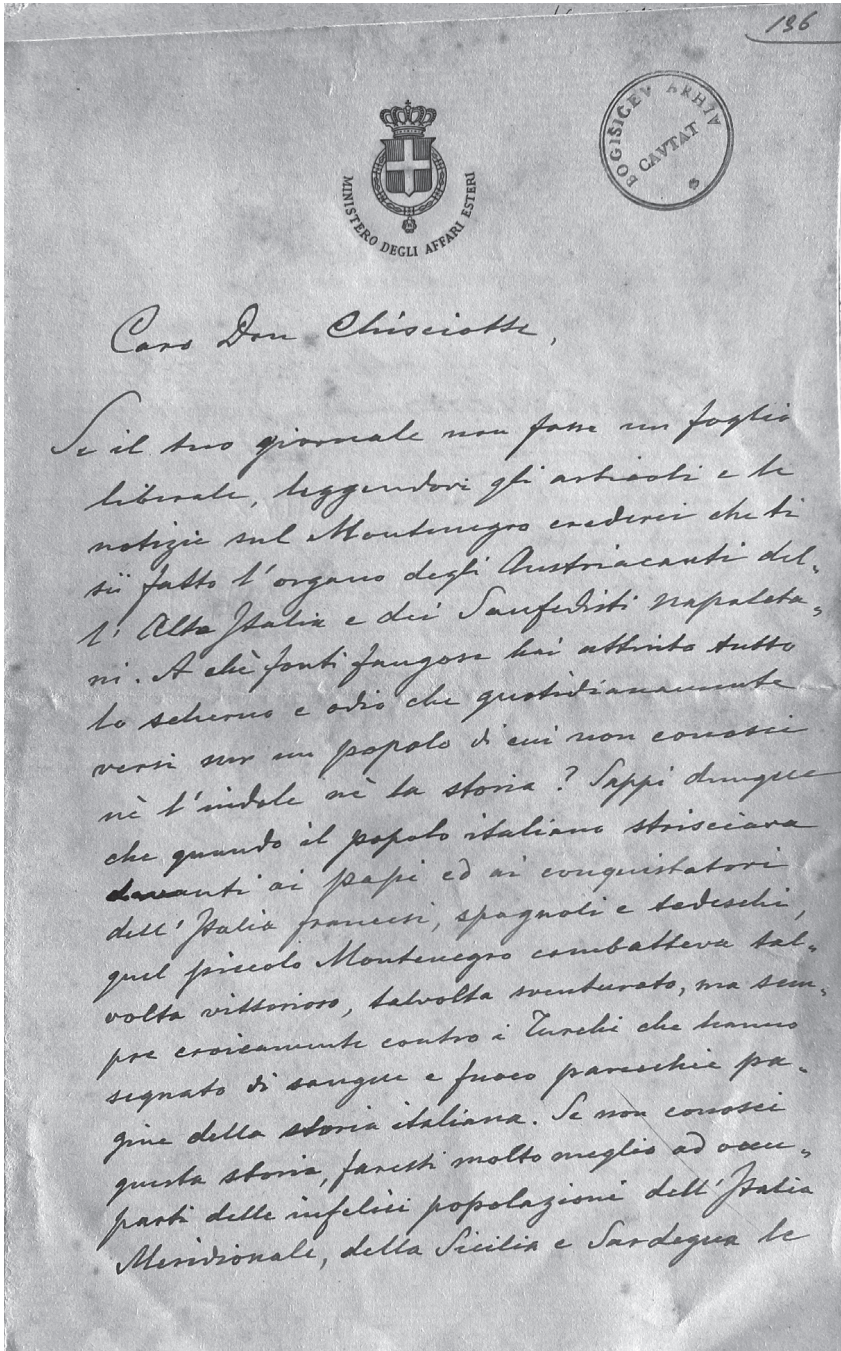 196
BOGIŠIĆEV ARHIV
CAVTAT
MINISTERO DEGLI AFFARI ESTERI
Caro Don Chisciotte,
Se il tuo giornale non fosse un foglio
liberale, leggendovi gli articoli e le
notizie sul Montenegro crederei che ti
sii fatto l'organo degli Austriacanti del-
l'Alta Italia e dei Sanfedisti napoleta-
ni. A chè fonti fangose hai attinto tutto
lo scherno e odio che quotidianamente
versi sur un popolo di cui non conosci
nè l'indole nè la storia? Sappi dunque
che quando il popolo italiano strisciava
davanti ai papi ed ai conquistatori
dell'Italia francesi, spagnoli e tedeschi,
quel piccolo Montenegro combatteva tal-
volta vittorioso, talvolta sventurato, ma sem-
pre eroicamente contro i Turchi che hanno
segnato di sangue e fuoco parecchie pa-
gine della storia italiana. Se non conosci
questa storia, faresti molto meglio ad occu-
parti delle infelici popolazioni dell'Italia
Meridionale, della Sicilia e Sardegna le